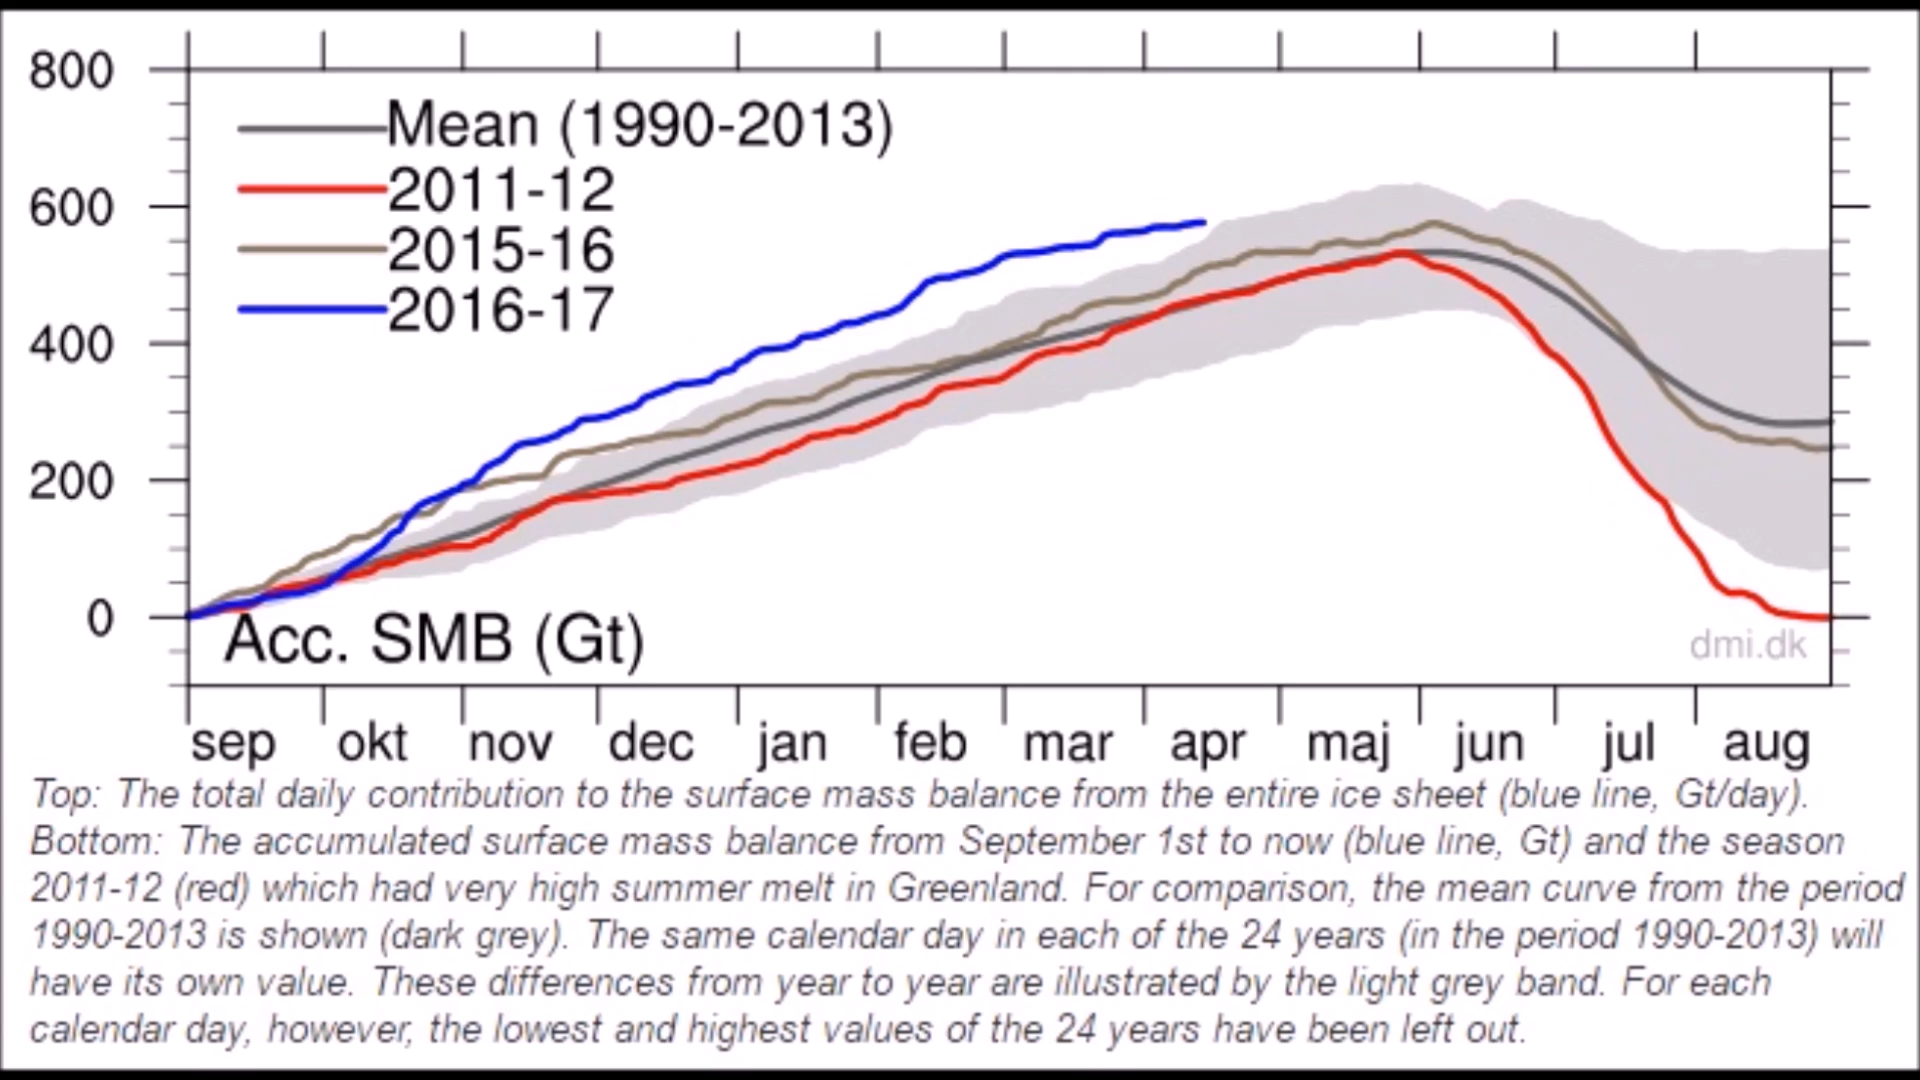 800
600
400
200
0
Mean (1990-2013)
2011-12
2015-16
2016-17
Acc. SMB (Gt)
dmi.dk
sep okt nov dec jan feb mar apr maj jun jul aug
Top: The total daily contribution to the surface mass balance from the entire ice sheet (blue line, Gt/day).
Bottom: The accumulated surface mass balance from September 1st to now (blue line, Gt) and the season
2011-12 (red) which had very high summer melt in Greenland. For comparison, the mean curve from the period
1990-2013 is shown (dark grey). The same calendar day in each of the 24 years (in the period 1990-2013) will
have its own value. These differences from year to year are illustrated by the light grey band. For each
calendar day, however, the lowest and highest values of the 24 years have been left out.